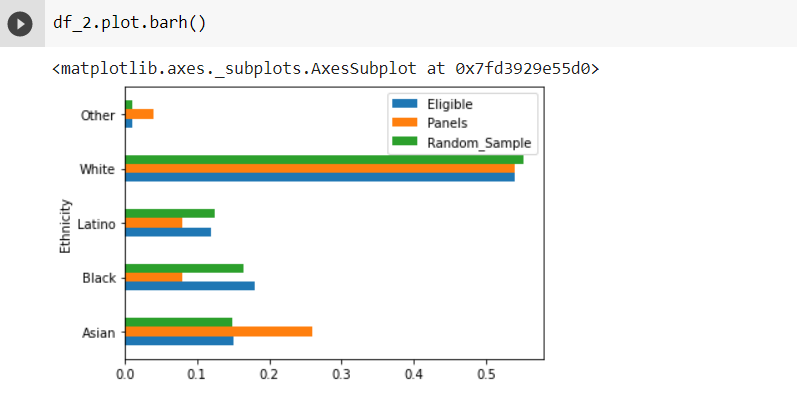 df_2.plot.barh()
<matplotlib.axes._subplots.AxesSubplot at 0x7fd3929e55d0>
Eligible
Panels
Random_Sample
Other
White
Latino
Black
Asian
Ethnicity
0.0 0.1 0.2 0.3 0.4 0.5